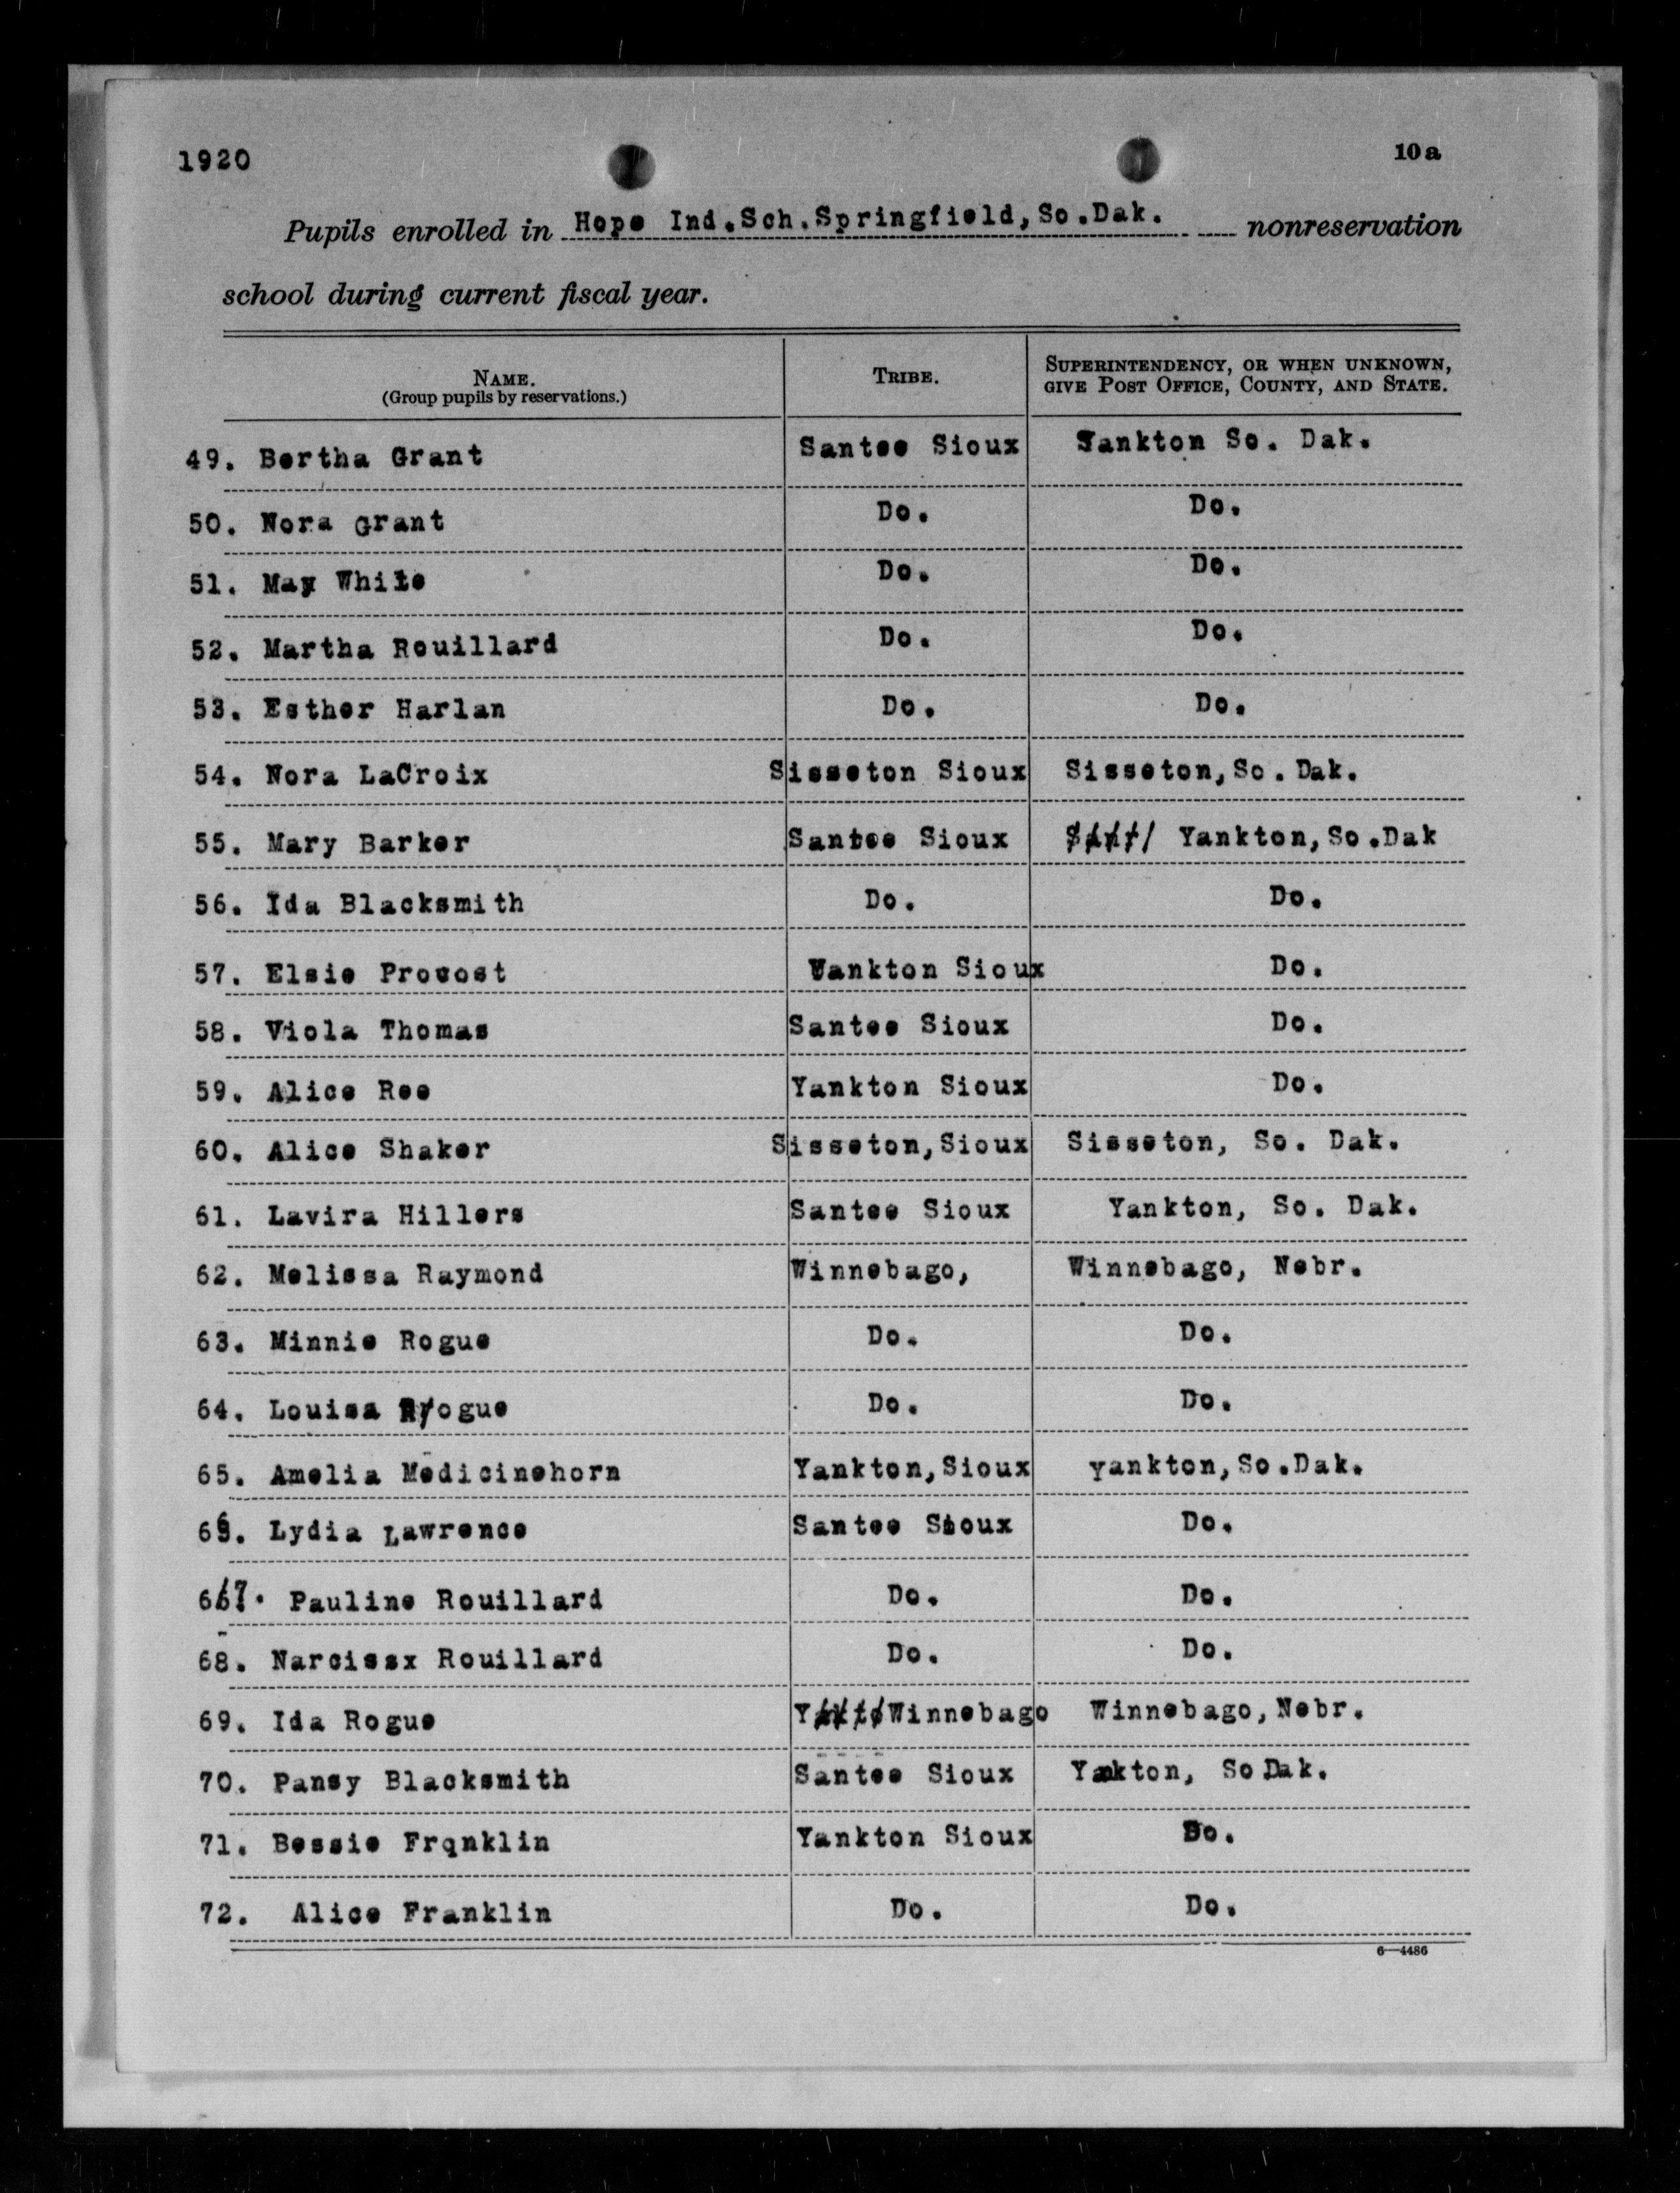 1920
10a
Pupils enrolled in Hope Ind.Sch.Springfield,So.Dak. nonreservation
school during current fiscal year.
NAME. TRIBE. SUPERINTENDENCY, OR WHEN UNKNOWN,
(Group pupils by reservations.) GIVE POST OFFICE, COUNTY, AND STATE.
49. Bertha Grant Santee Sioux Yankton So. Dak.
50. Nora Grant Do. Do.
51. May White Do. Do.
52. Martha Rouillard Do. Do.
53. Esther Harlan Do. Do.
54. Nora LaCroix Sisseton Sioux Sisseton,So. Dak.
55. Mary Barker Santee Sioux Yankton,So.Dak
56. Ida Blacksmith Do. Do.
57. Elsie Provost Yankton Sioux Do.
58. Viola Thomas Santee Sioux Do.
59. Alice Ree Yankton Sioux Do.
60. Alice Shaker Sisseton,Sioux Sisseton, So. Dak.
61. Lavira Hillers Santee Sioux Yankton, So. Dak.
62. Melissa Raymond Winnebago, Winnebago, Nebr.
63. Minnie Rogue Do. Do.
64. Louisa Rogue Do. Do.
65. Amelia Medicinehorn Yankton,Sioux Yankton,So.Dak.
66. Lydia Lawrence Santee Sioux Do.
67. Pauline Rouillard Do. Do.
68. Narcissx Rouillard Do. Do.
69. Ida Rogue Winnebago Winnebago,Nebr.
70. Pansy Blacksmith Santee Sioux Yankton, So Dak.
71. Bessie Frqnklin Yankton Sioux Do.
72. Alice Franklin Do. Do.
6—4486